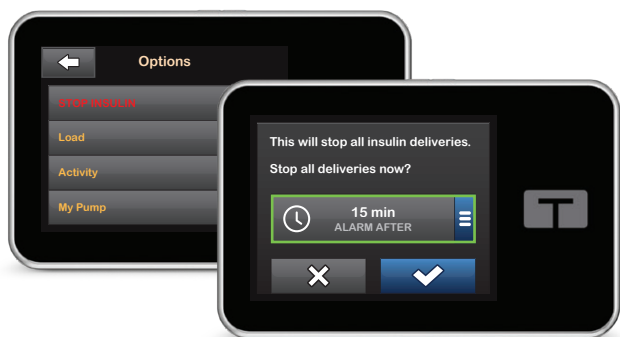 Options
STOP INSULIN
Load
Activity
My Pump
This will stop all insulin deliveries.
Stop all deliveries now?
15 min
ALARM AFTER